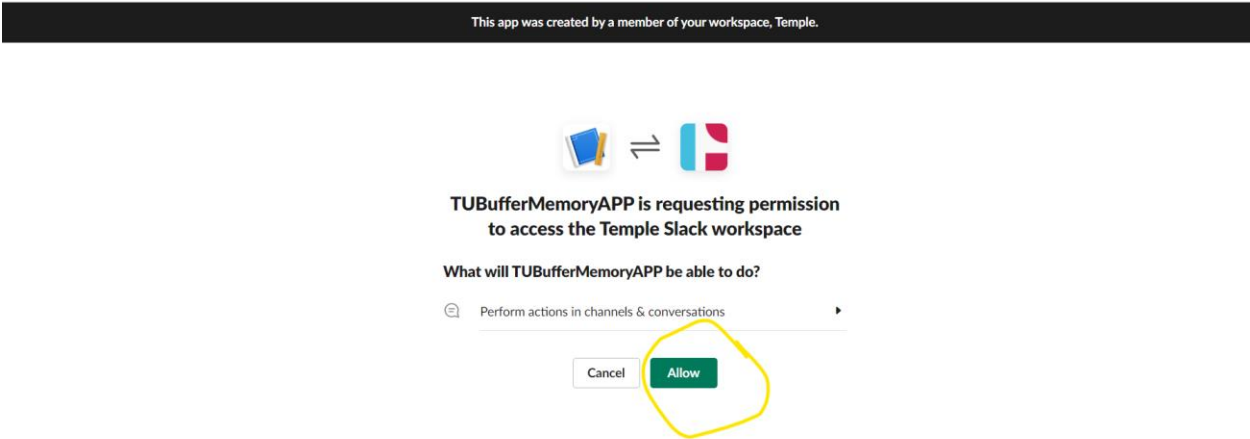 This app was created by a member of your workspace, Temple.
TUBufferMemoryAPP is requesting permission
to access the Temple Slack workspace
What will TUBufferMemoryAPP be able to do?
Perform actions in channels & conversations
Cancel
Allow